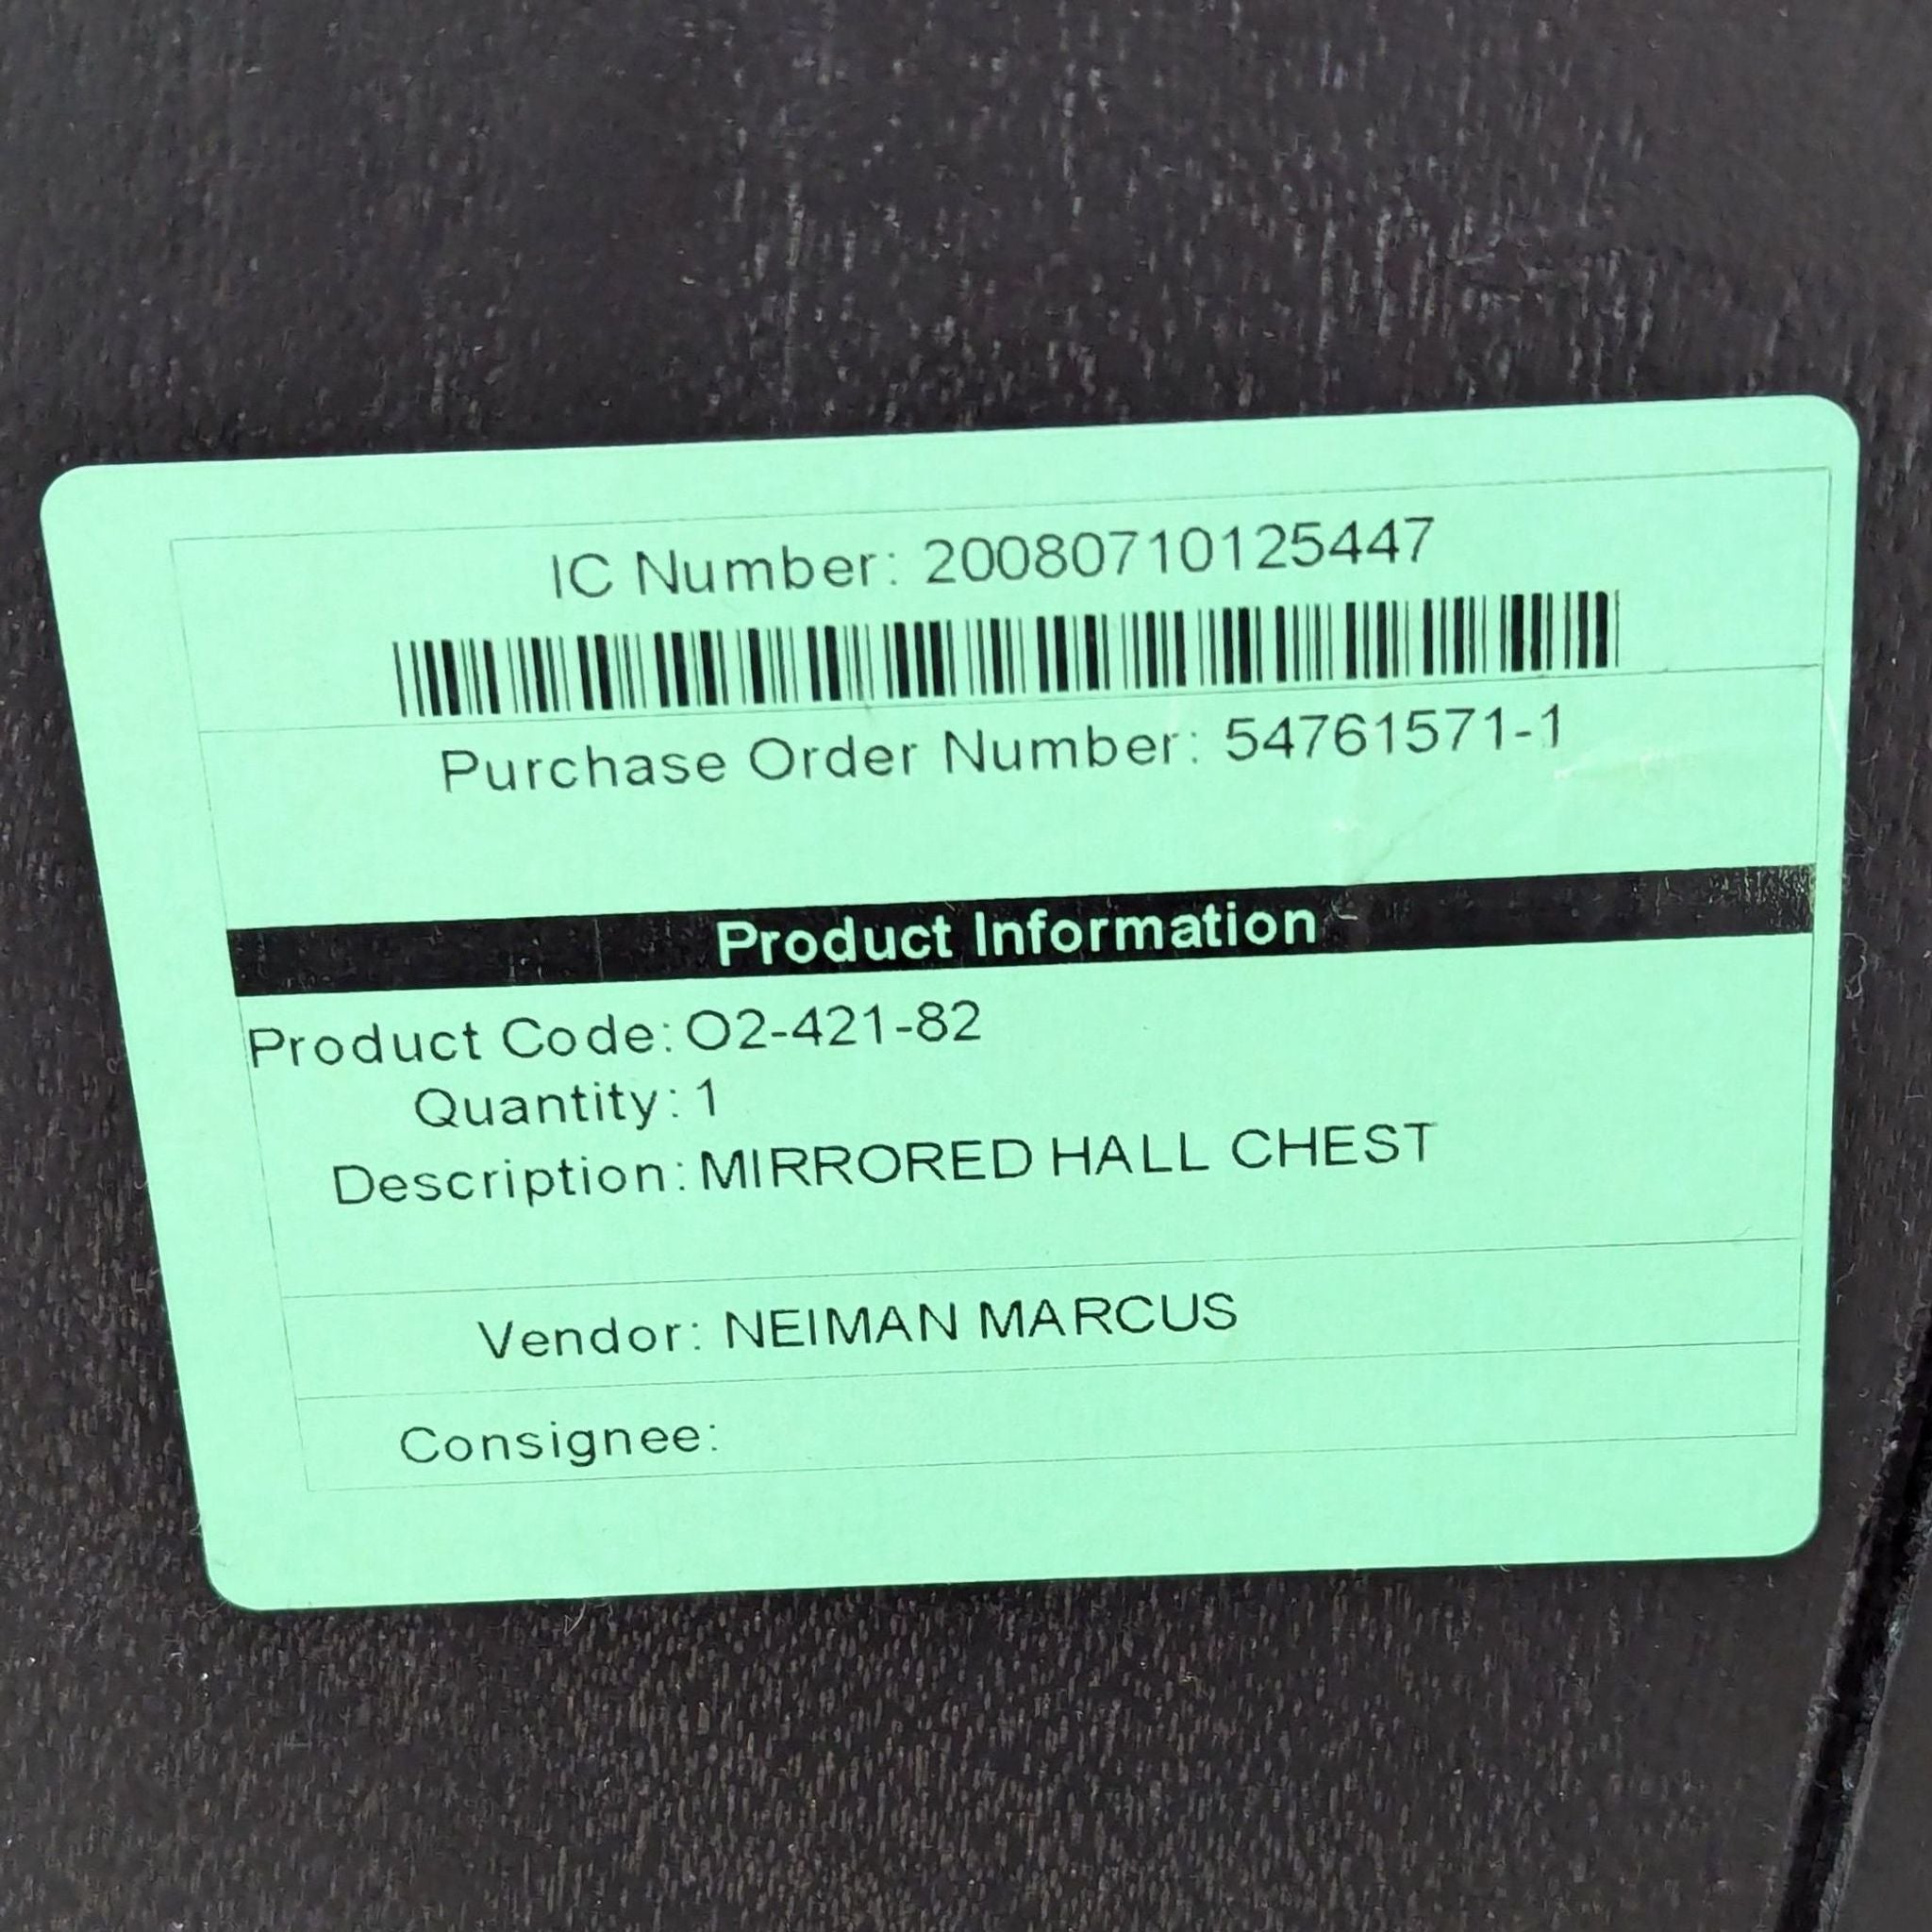 IC Number: 20080710125447
Purchase Order Number: 54761571-1
Product Information
Product Code: O2-421-82
Quantity: 1
Description: MIRRORED HALL CHEST
Vendor: NEIMAN MARCUS
Consignee: